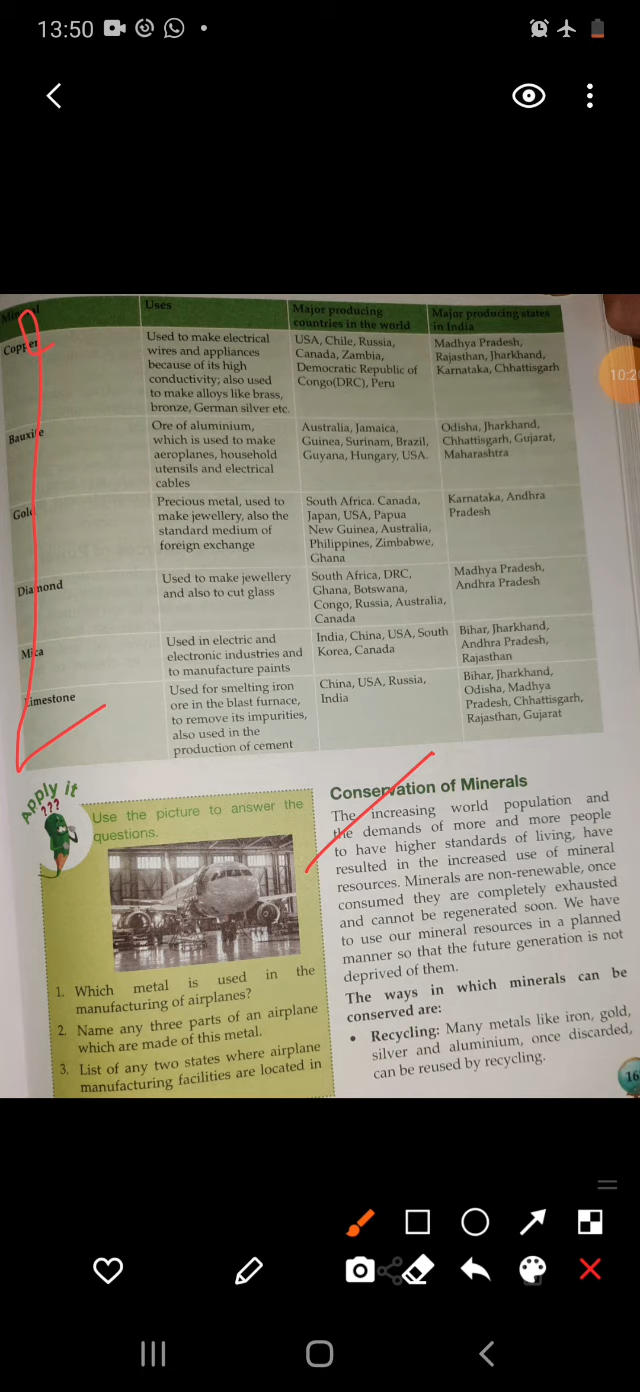 13:50
Mineral
Uses
Major producing
countries in the world
Major producing states
in India
Copper
Used to make electrical
wires and appliances
because of its high
conductivity; also used
to make alloys like brass,
bronze, German silver etc.
USA, Chile, Russia,
Canada, Zambia,
Democratic Republic of
Congo(DRC), Peru
Madhya Pradesh,
Rajasthan, Jharkhand,
Karnataka, Chhattisgarh
10:2
Bauxite
Ore of aluminium,
which is used to make
aeroplanes, household
utensils and electrical
cables
Australia, Jamaica,
Guinea, Surinam, Brazil,
Guyana, Hungary, USA.
Odisha, Jharkhand,
Chhattisgarh, Gujarat,
Maharashtra
Gold
Precious metal, used to
make jewellery, also the
standard medium of
foreign exchange
South Africa. Canada,
Japan, USA, Papua
New Guinea, Australia,
Philippines, Zimbabwe,
Ghana
Karnataka, Andhra
Pradesh
Diamond
Used to make jewellery
and also to cut glass
South Africa, DRC,
Ghana, Botswana,
Congo, Russia, Australia,
Canada
Madhya Pradesh,
Andhra Pradesh
Mica
Used in electric and
electronic industries and
to manufacture paints
India, China, USA, South
Korea, Canada
Bihar, Jharkhand,
Andhra Pradesh,
Rajasthan
Limestone
Used for smelting iron
ore in the blast furnace,
to remove its impurities,
also used in the
production of cement
China, USA, Russia,
India
Bihar, Jharkhand,
Odisha, Madhya
Pradesh, Chhattisgarh,
Rajasthan, Gujarat
Apply it
???
Use the picture to answer the
questions.
1. Which metal is used in the
manufacturing of airplanes?
2. Name any three parts of an airplane
which are made of this metal.
3. List of any two states where airplane
manufacturing facilities are located in
Conservation of Minerals
The increasing world population and
the demands of more and more people
to have higher standards of living, have
resulted in the increased use of mineral
resources. Minerals are non-renewable, once
consumed they are completely exhausted
and cannot be regenerated soon. We have
to use our mineral resources in a planned
manner so that the future generation is not
deprived of them.
The ways in which minerals can be
conserved are:
• Recycling: Many metals like iron, gold,
silver and aluminium, once discarded,
can be reused by recycling.
16